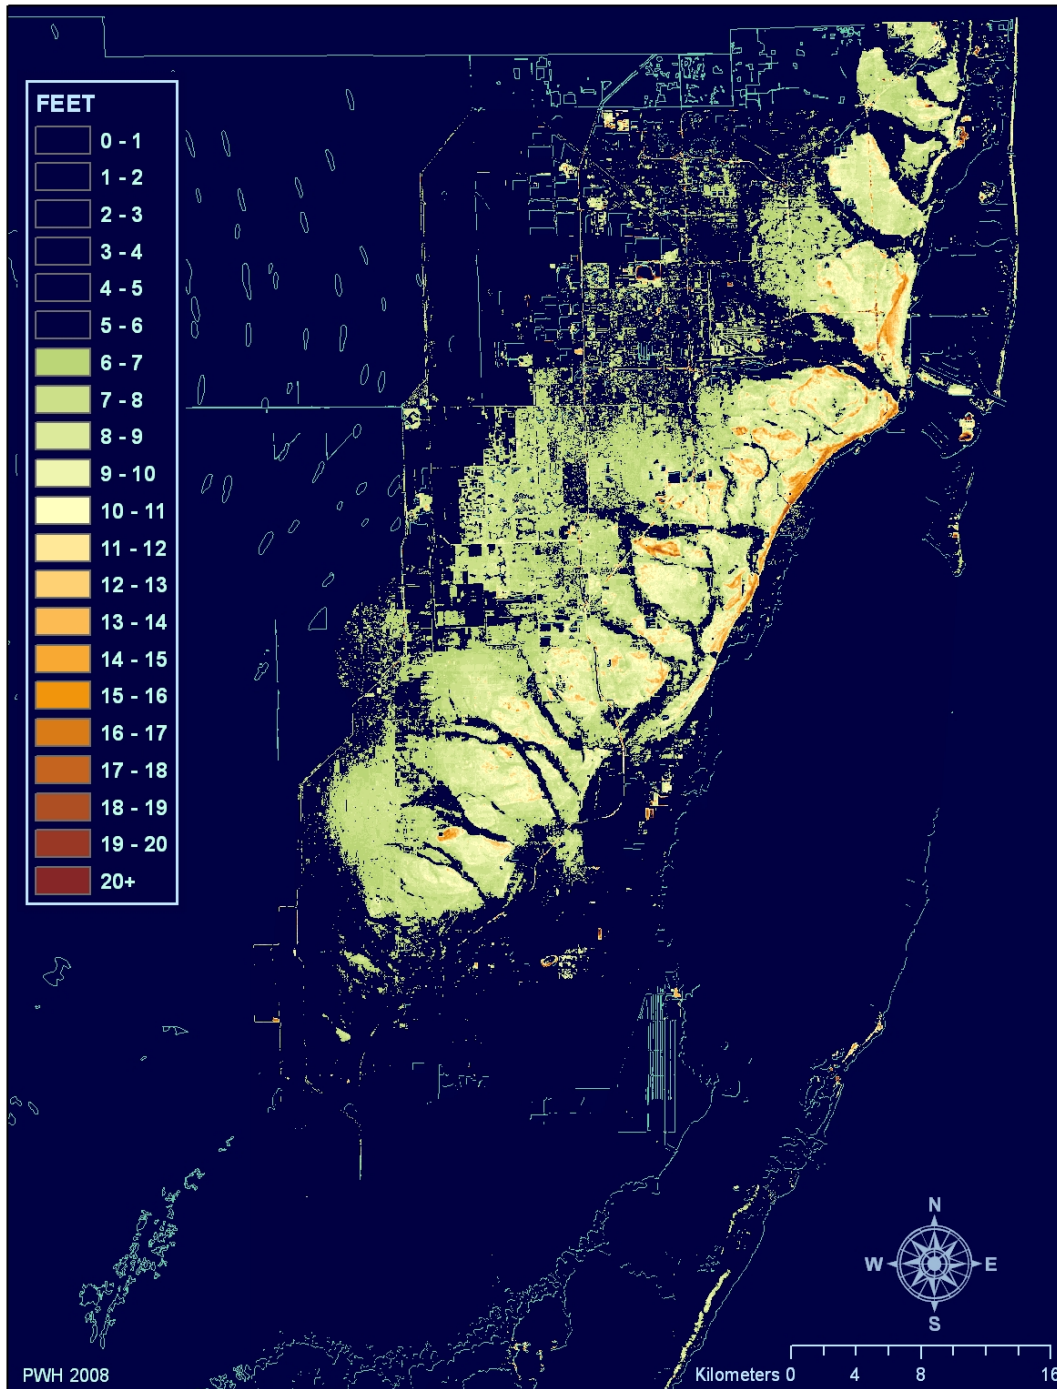 FEET
0 - 1
1 - 2
2 - 3
3 - 4
4 - 5
5 - 6
6 - 7
7 - 8
8 - 9
9 - 10
10 - 11
11 - 12
12 - 13
13 - 14
14 - 15
15 - 16
16 - 17
17 - 18
18 - 19
19 - 20
20+
N
W E
S
PWH 2008
Kilometers 0 4 8 16